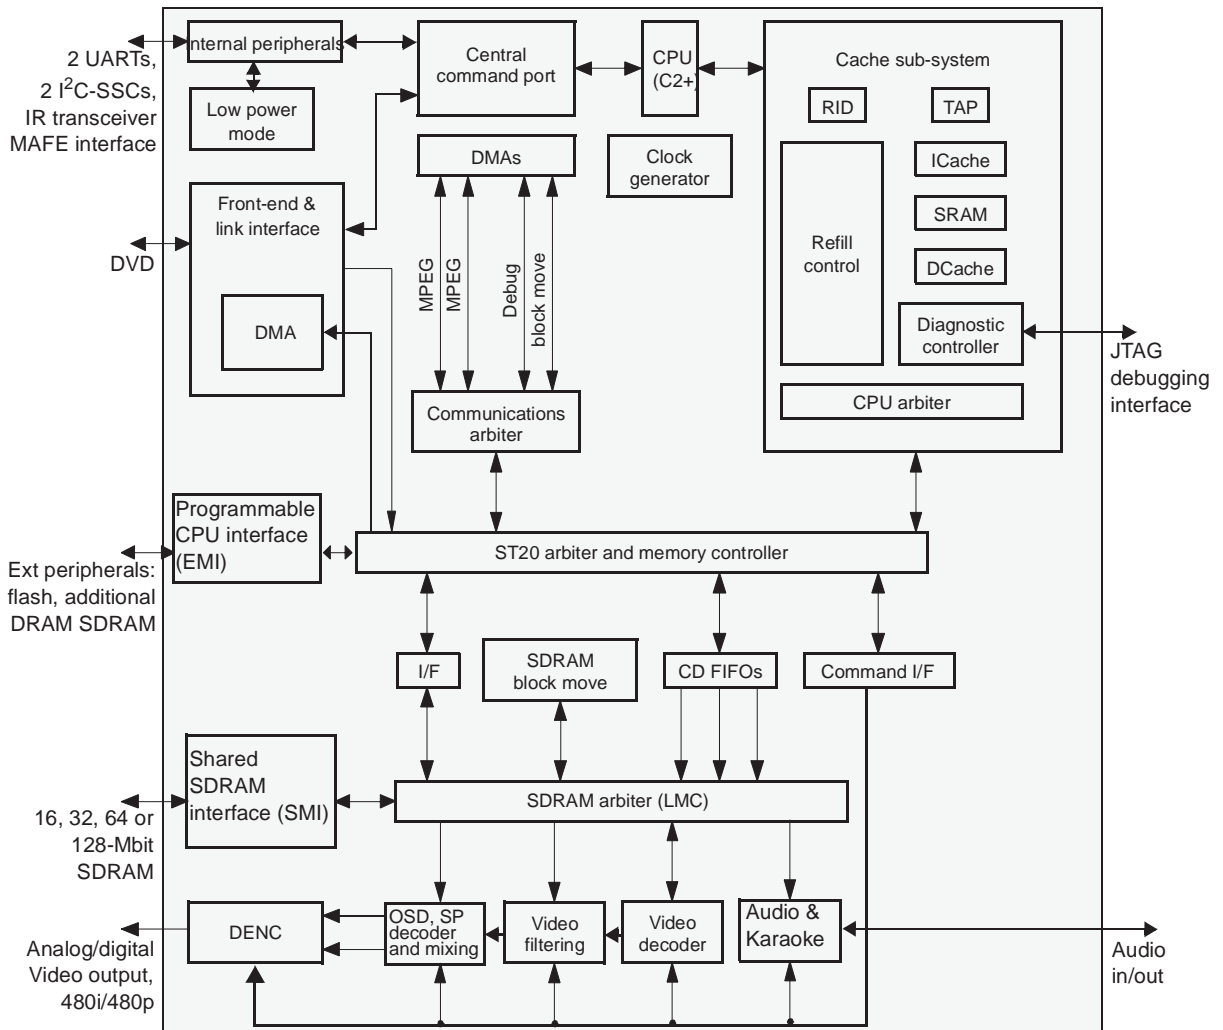 2 UARTs,
2 I²C-SSCs,
IR transceiver
MAFE interface
Internal peripherals
Low power
mode
Central
command port
CPU
(C2+)
Cache sub-system
RID
TAP
ICache
SRAM
DCache
Refill
control
Diagnostic
controller
CPU arbiter
JTAG
debugging
interface
DMAs
Clock
generator
Front-end &
link interface
DMA
DVD
MPEG
MPEG
Debug
block move
Communications
arbiter
Programmable
CPU interface
(EMI)
Ext peripherals:
flash, additional
DRAM SDRAM
ST20 arbiter and memory controller
I/F
SDRAM
block move
CD FIFOs
Command I/F
Shared
SDRAM
interface (SMI)
16, 32, 64 or
128-Mbit
SDRAM
SDRAM arbiter (LMC)
DENC
OSD, SP
decoder
and mixing
Video
filtering
Video
decoder
Audio &
Karaoke
Analog/digital
Video output,
480i/480p
Audio
in/out